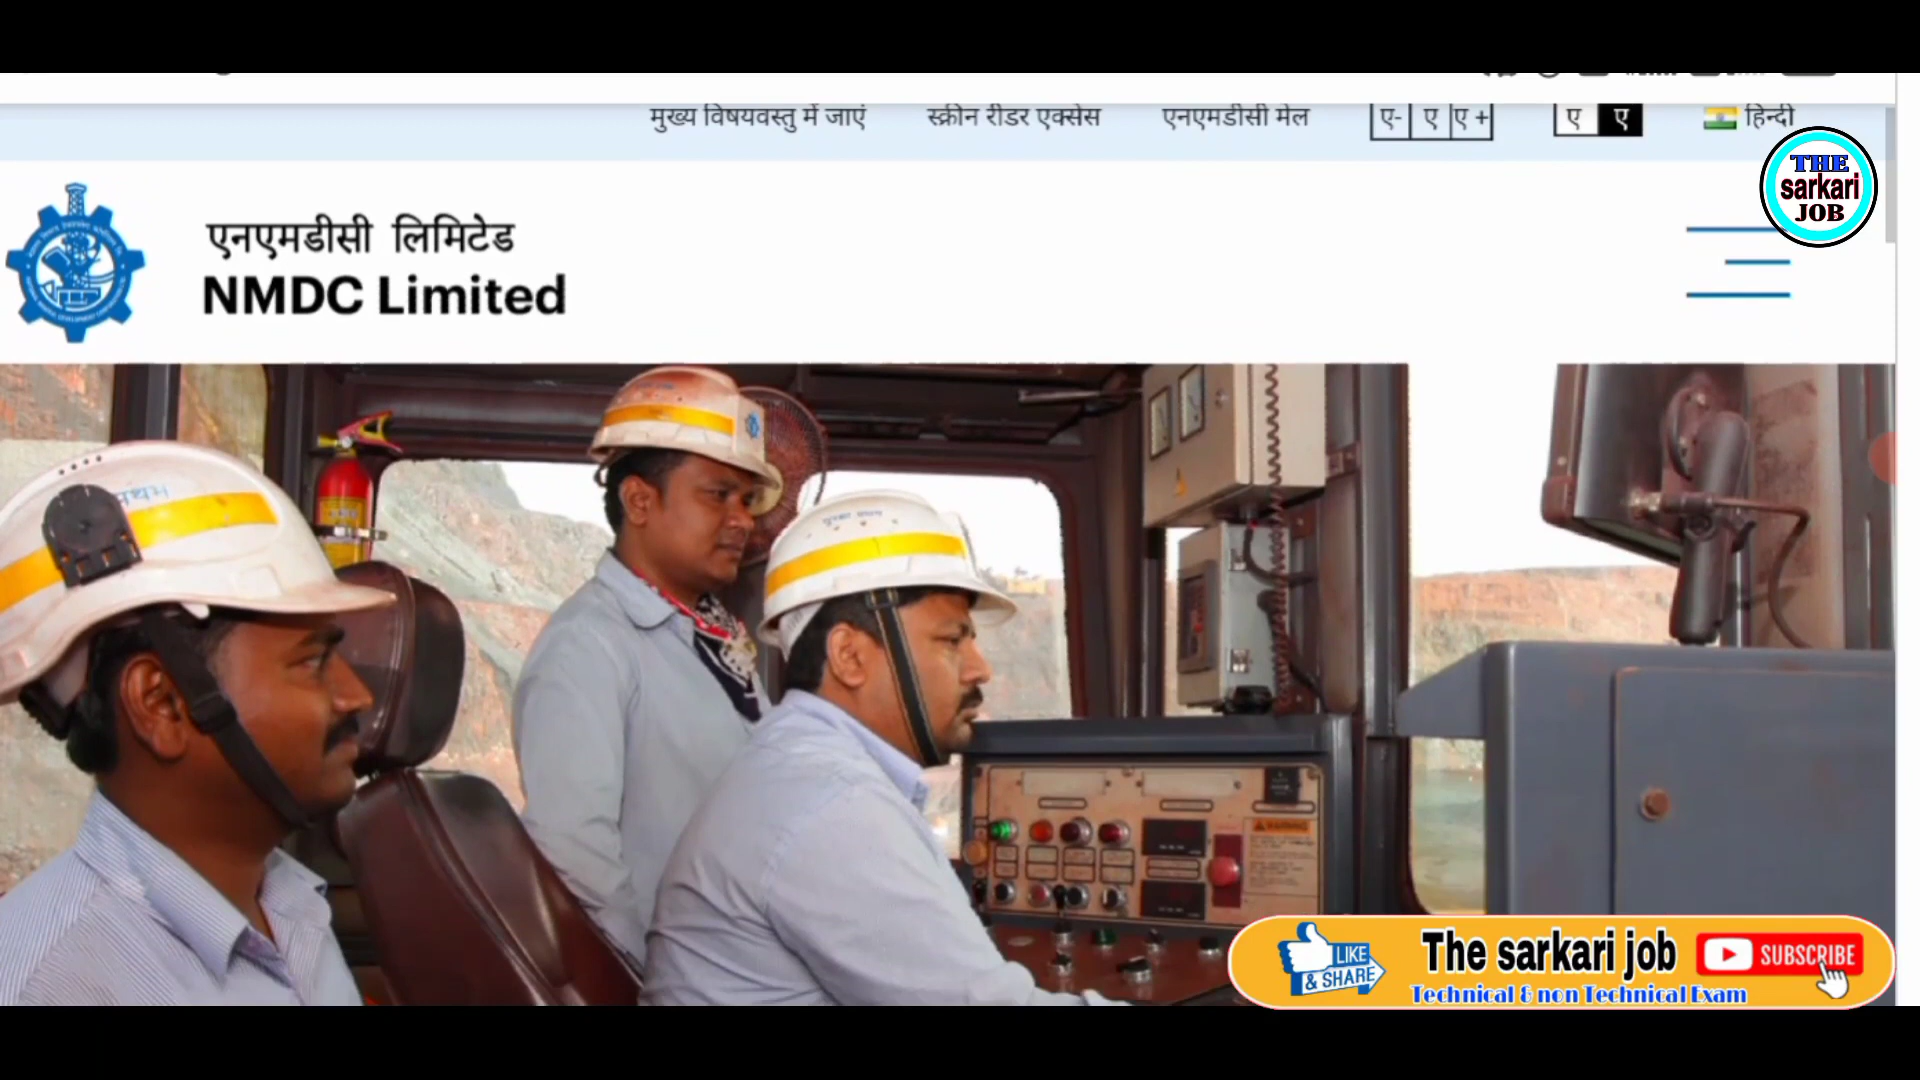 मुख्य विषयवस्तु में जाएं स्क्रीन रीडर एक्सेस एनएमडीसी मेल ए- ए ए + ए ए हिन्दी
THE
sarkari
JOB
एनएमडीसी लिमिटेड
NMDC Limited
WARNING
LIKE
& SHARE
The sarkari job
SUBSCRIBE
Technical & non Technical Exam